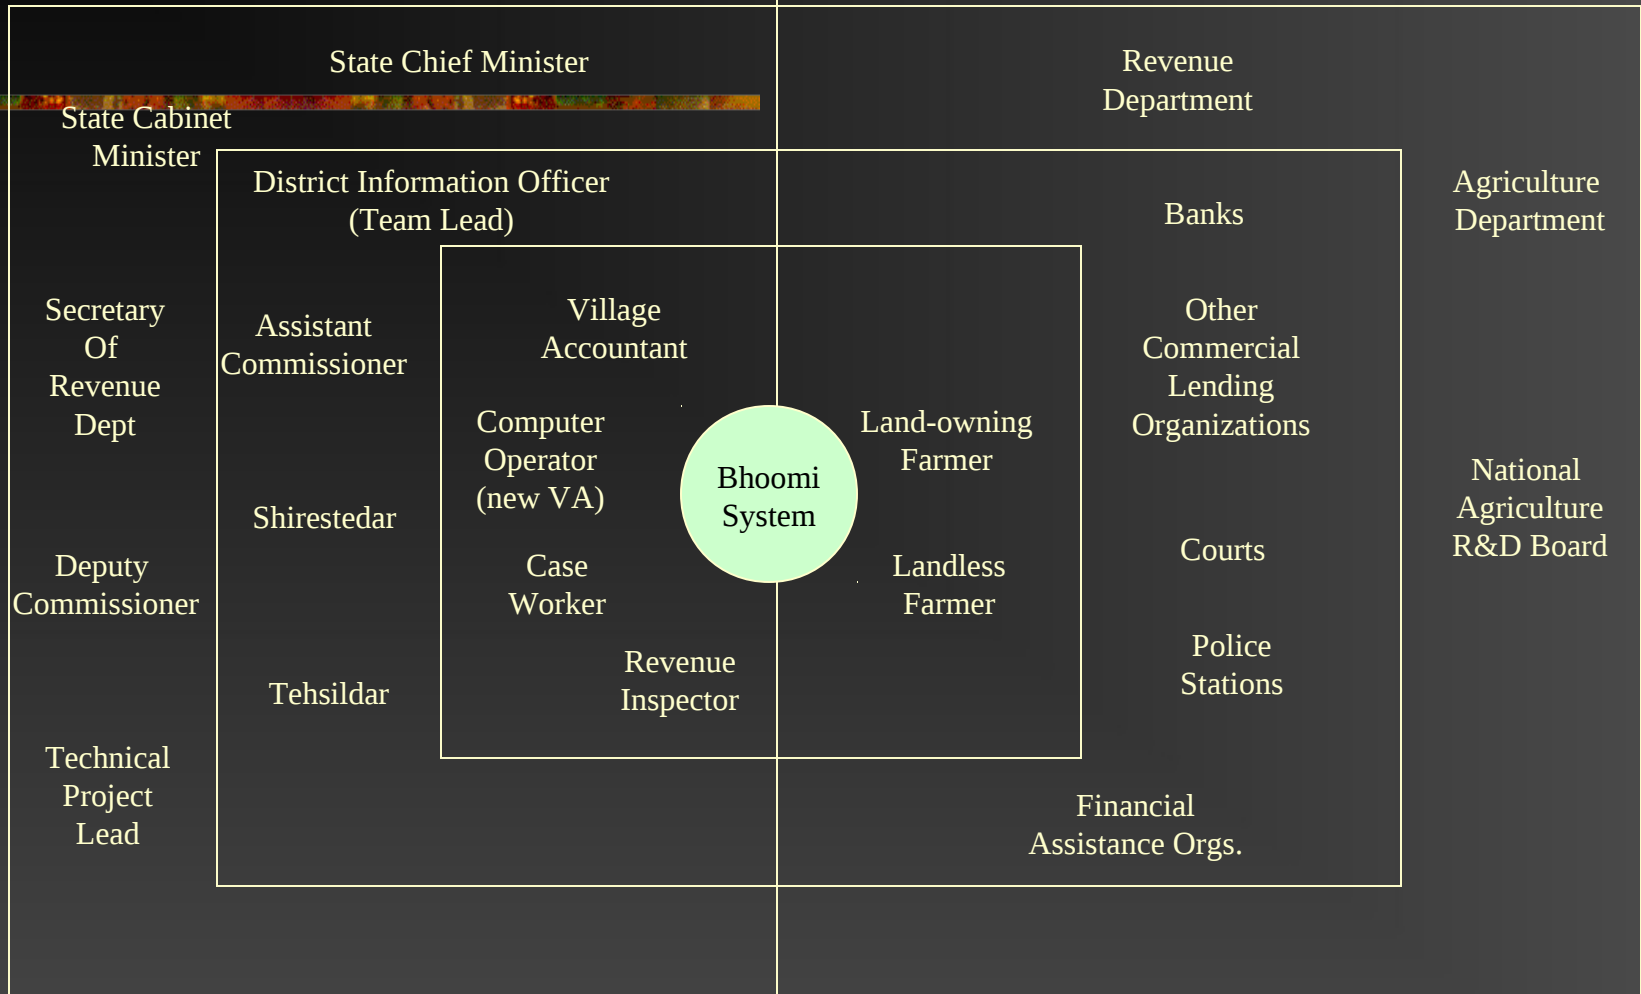 State Chief Minister
Revenue
Department
State Cabinet
Minister
District Information Officer
(Team Lead)
Banks
Agriculture
Department
Secretary
Of
Revenue
Dept
Assistant
Commissioner
Village
Accountant
Other
Commercial
Lending
Organizations
Computer
Operator
(new VA)
Bhoomi
System
Land-owning
Farmer
National
Agriculture
R&D Board
Shirestedar
Courts
Deputy
Commissioner
Case
Worker
Landless
Farmer
Police
Stations
Revenue
Inspector
Tehsildar
Technical
Project
Lead
Financial
Assistance Orgs.